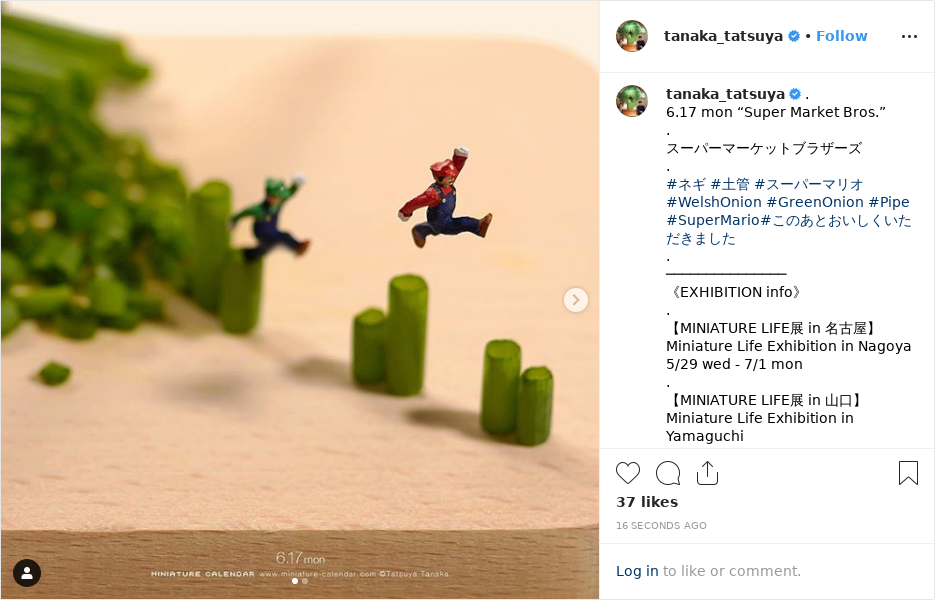 tanaka_tatsuya • Follow
tanaka_tatsuya .
6.17 mon “Super Market Bros.”
.
スーパーマーケットブラザーズ
.
#ネギ #土管 #スーパーマリオ
#WelshOnion #GreenOnion #Pipe
#SuperMario#このあとおいしくいた
だきました
.
———————————————
《EXHIBITION info》
.
【MINIATURE LIFE展 in 名古屋】
Miniature Life Exhibition in Nagoya
5/29 wed - 7/1 mon
.
【MINIATURE LIFE展 in 山口】
Miniature Life Exhibition in
Yamaguchi
37 likes
16 SECONDS AGO
Log in to like or comment.
6.17 mon
MINIATURE CALENDAR www.miniature-calendar.com ©Tatsuya Tanaka